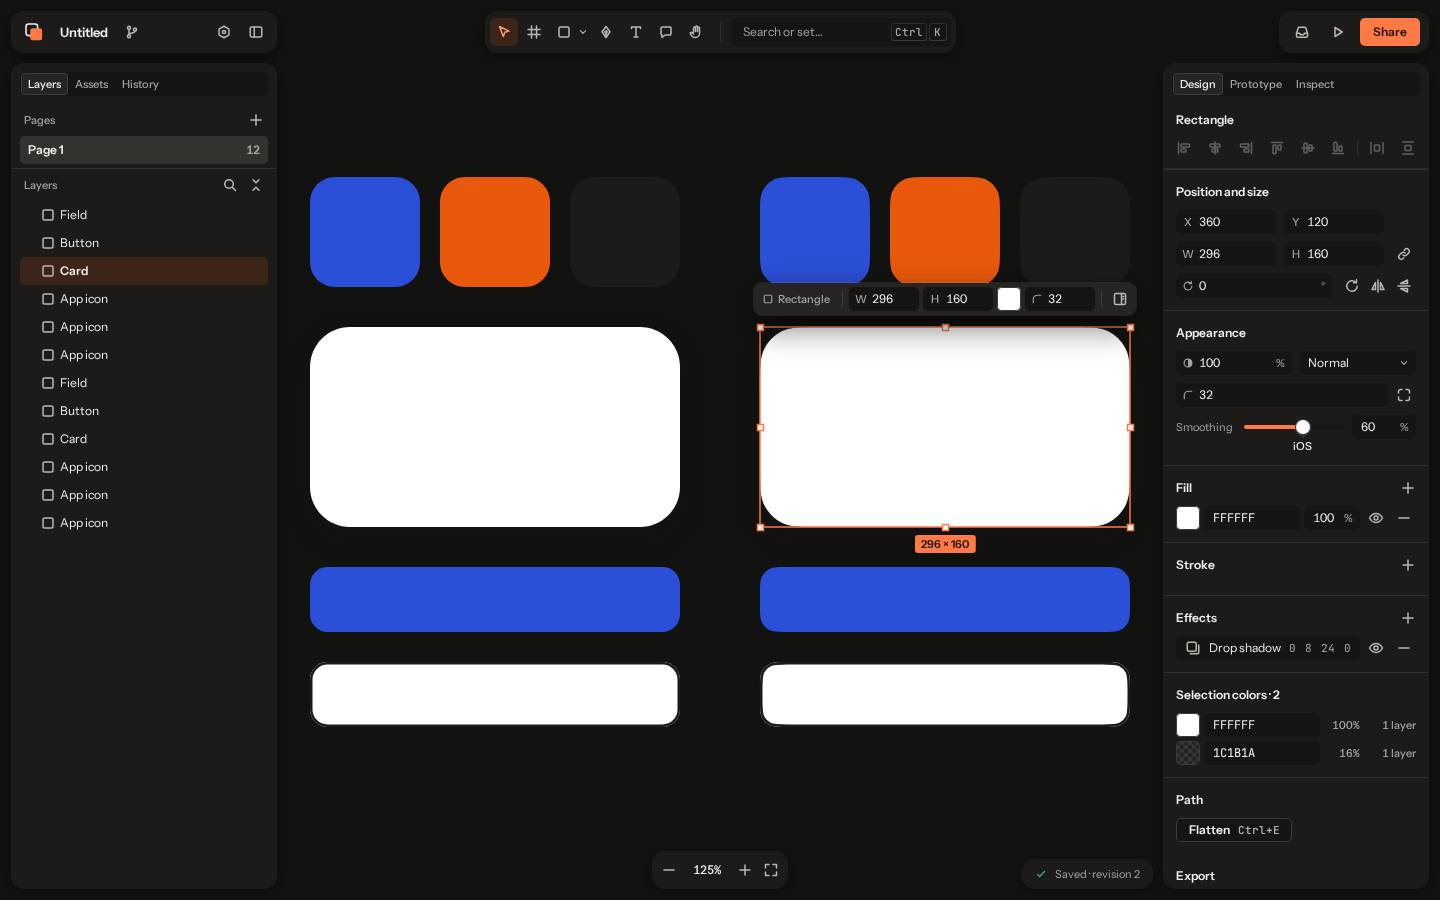 Untitled
Search or set...
Ctrl K
Share
Layers Assets History
Pages
Page 1 12
Layers
Field
Button
Card
App icon
App icon
App icon
Field
Button
Card
App icon
App icon
App icon
Rectangle W 296 H 160 32
296 × 160
125%
Saved · revision 2
Design Prototype Inspect
Rectangle
Position and size
X 360 Y 120
W 296 H 160
0 °
Appearance
100 % Normal
32
Smoothing 60 %
iOS
Fill
FFFFFF 100 %
Stroke
Effects
Drop shadow 0 8 24 0
Selection colors · 2
FFFFFF 100% 1 layer
1C1B1A 16% 1 layer
Path
Flatten Ctrl+E
Export